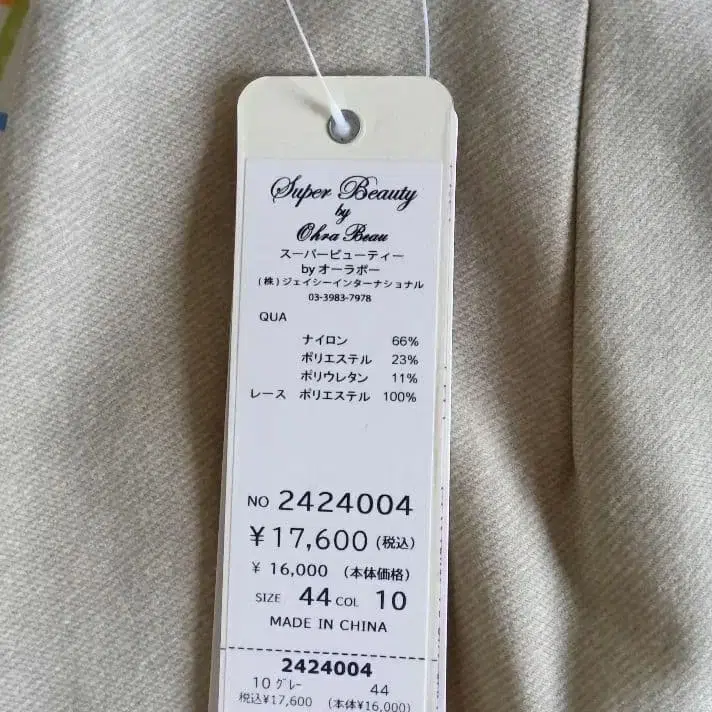 Super Beauty
by
Ohra Beau
スーパービューティー
by オーラボー
(株)ジェイシーインターナショナル
03-3983-7978
QUA
ナイロン 66%
ポリエステル 23%
ポリウレタン 11%
レース ポリエステル 100%
NO 2424004
¥17,600 (税込)
¥ 16,000 (本体価格)
SIZE 44 COL 10
MADE IN CHINA
2424004
10 グレー 44
税込¥17,600 (本体¥16,000)